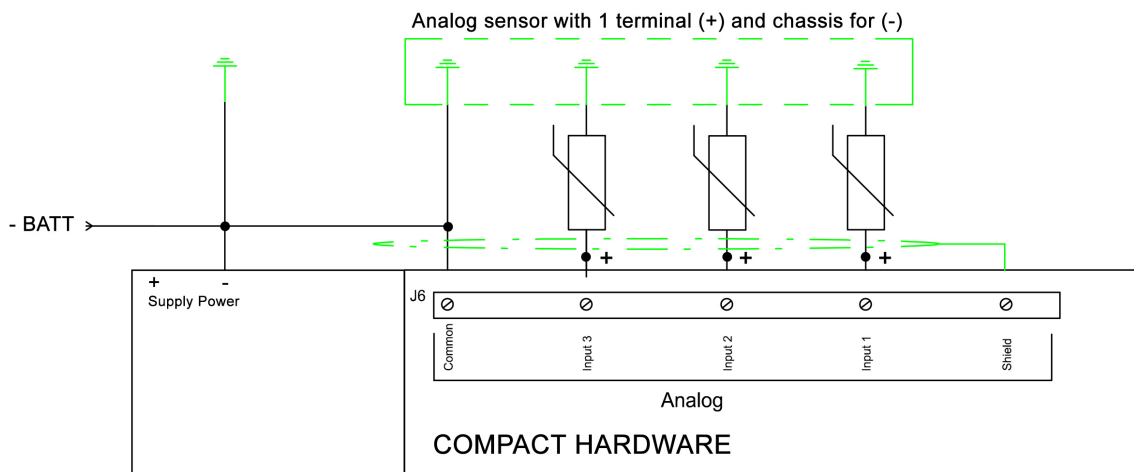 Analog sensor with 1 terminal (+) and chassis for (-)
- BATT
+ + +
+ -
Supply Power
J6
Common Input 3 Input 2 Input 1 Shield
Analog
COMPACT HARDWARE